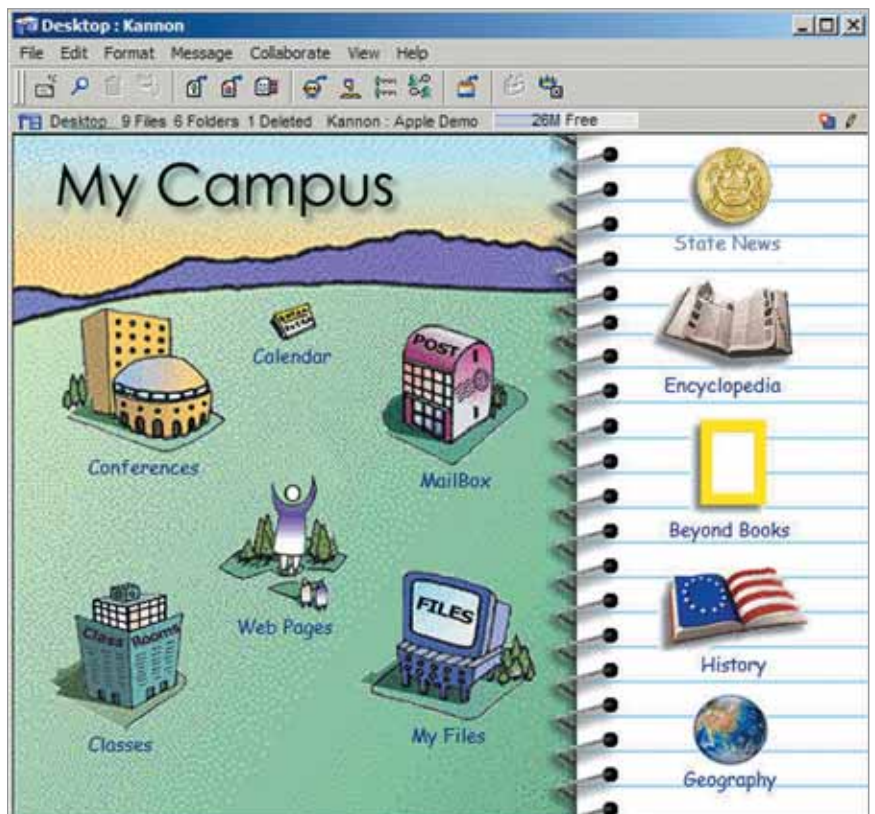 Desktop : Kannon
File Edit Format Message Collaborate View Help
Desktop 9 Files 6 Folders 1 Deleted Kannon : Apple Demo 26M Free
My Campus
State News
Calendar
POST
Encyclopedia
Conferences
MailBox
Beyond Books
FILES
Class Rooms
Web Pages
History
Classes
My Files
Geography